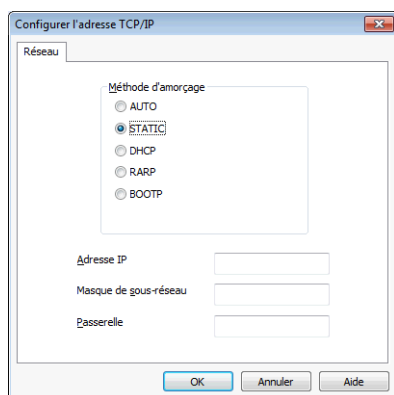 Configurer l'adresse TCP/IP
Réseau
Méthode d'amorçage
AUTO
STATIC
DHCP
RARP
BOOTP
Adresse IP
Masque de sous-réseau
Passerelle
OK Annuler Aide